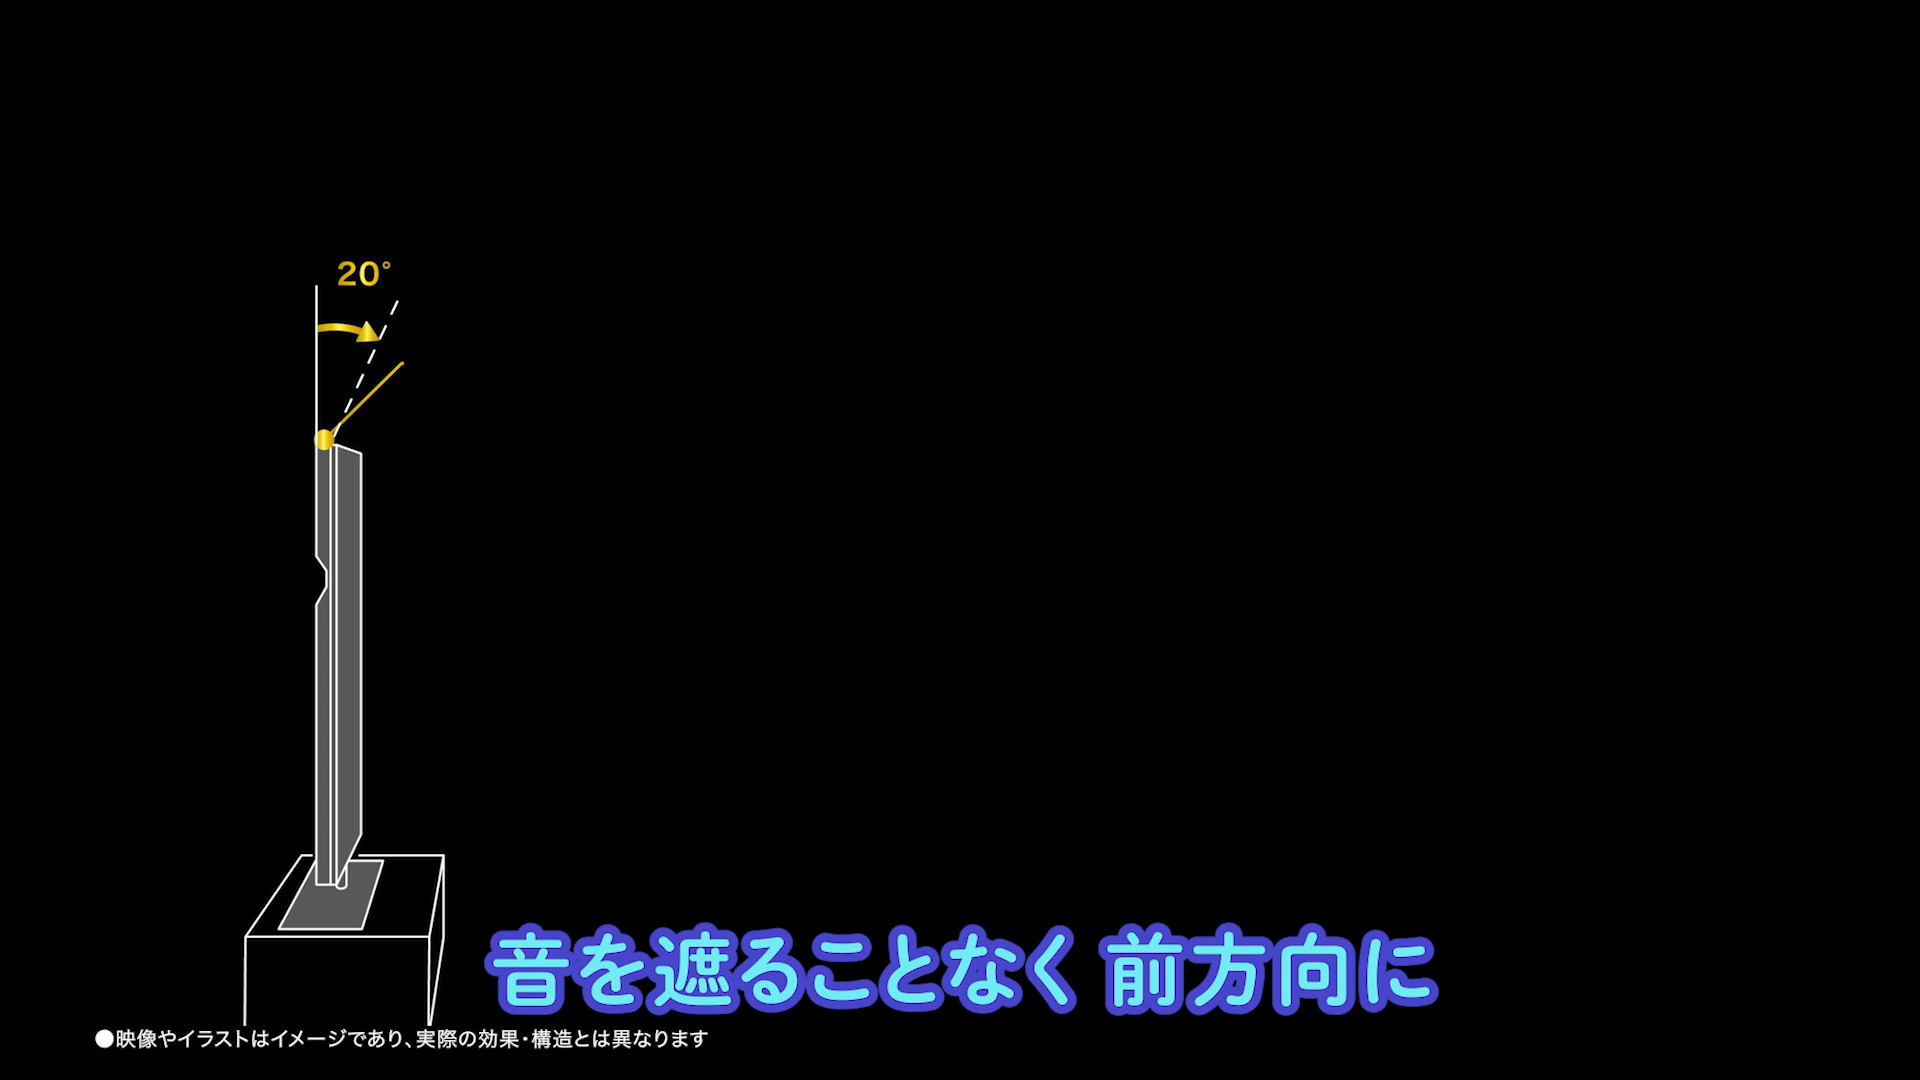 20°
音を遮ることなく 前方向に
●映像やイラストはイメージであり、実際の効果・構造とは異なります